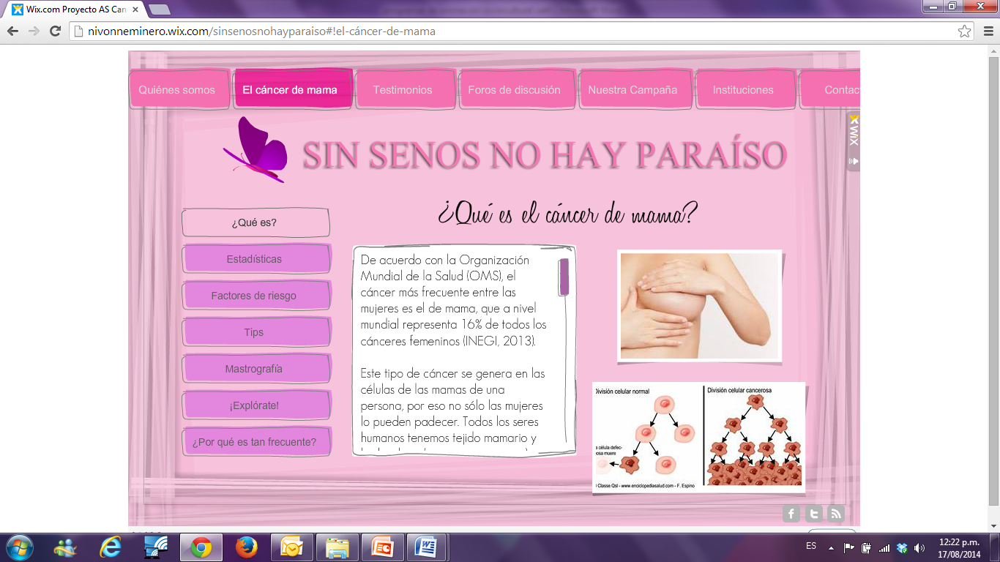 Wix.com Proyecto AS Can
nivonneminero.wix.com/sinsenosnohayparaiso#!el-cáncer-de-mama
Quiénes somos
El cáncer de mama
Testimonios
Foros de discusión
Nuestra Campaña
Instituciones
Contac
WiX
SIN SENOS NO HAY PARAÍSO
¿Qué es el cáncer de mama?
¿Qué es?
Estadísticas
Factores de riesgo
Tips
Mastrografía
¡Explórate!
¿Por qué es tan frecuente?
De acuerdo con la Organización
Mundial de la Salud (OMS), el
cáncer más frecuente entre las
mujeres es el de mama, que a nivel
mundial representa 16% de todos los
cánceres femeninos (INEGI, 2013).
Este tipo de cáncer se genera en las
células de las mamas de una
persona, por eso no sólo las mujeres
lo pueden padecer. Todos los seres
humanos tenemos tejido mamario y
División celular normal
División celular cancerosa
a célula defec-
osa muere
Classe Qsl - www.enciclopediasalud.com - F. Espino
ES
12:22 p.m.
17/08/2014